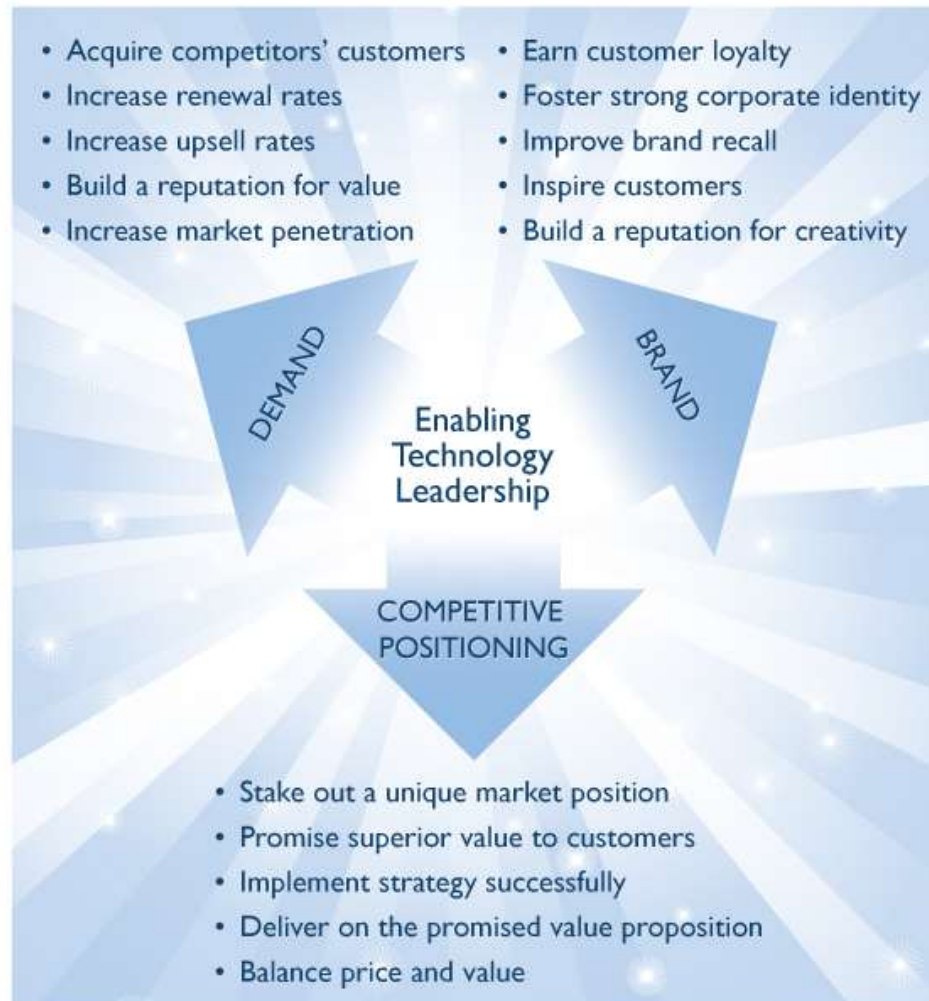 • Acquire competitors’ customers
• Increase renewal rates
• Increase upsell rates
• Build a reputation for value
• Increase market penetration
• Earn customer loyalty
• Foster strong corporate identity
• Improve brand recall
• Inspire customers
• Build a reputation for creativity
DEMAND
BRAND
Enabling
Technology
Leadership
COMPETITIVE
POSITIONING
• Stake out a unique market position
• Promise superior value to customers
• Implement strategy successfully
• Deliver on the promised value proposition
• Balance price and value